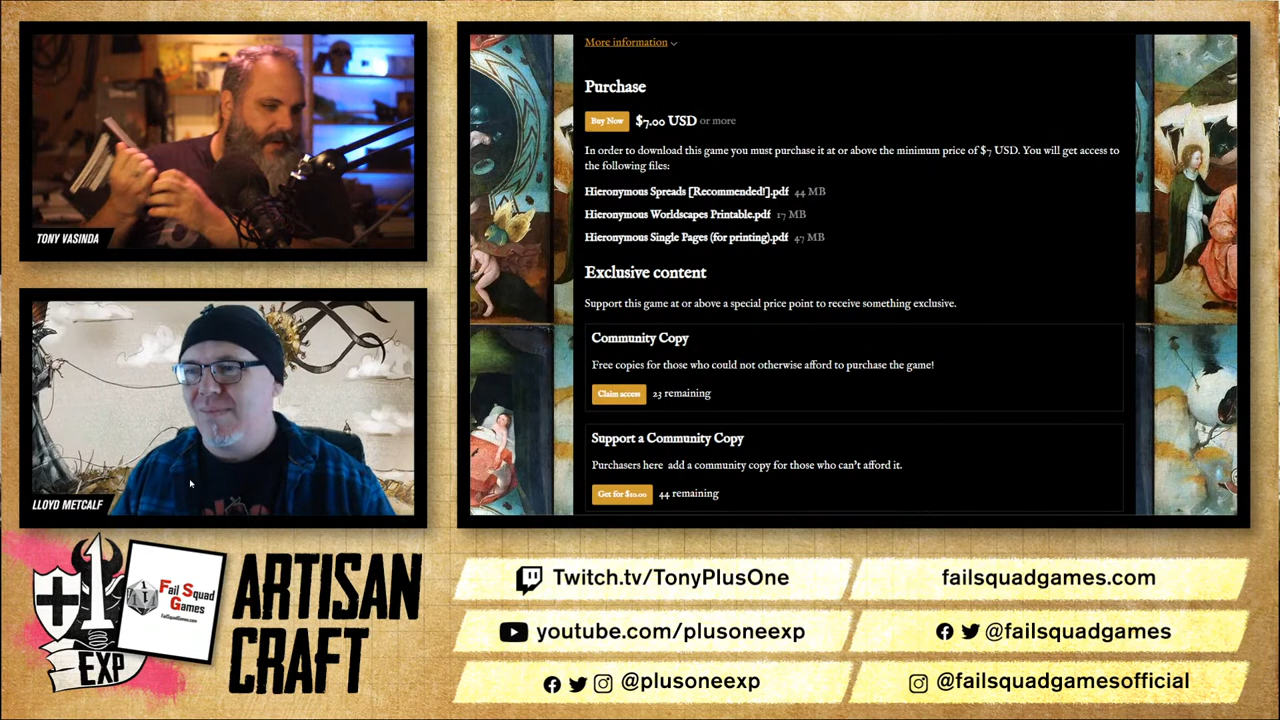 TONY VASINDA
LLOYD METCALF
More information
Purchase
Buy Now $7.00 USD or more
In order to download this game you must purchase it at or above the minimum price of $7 USD. You will get access to
the following files:
Hieronymous Spreads [Recommended!].pdf 44 MB
Hieronymous Worldscapes Printable.pdf 17 MB
Hieronymous Single Pages (for printing).pdf 47 MB
Exclusive content
Support this game at or above a special price point to receive something exclusive.
Community Copy
Free copies for those who could not otherwise afford to purchase the game!
Claim access 23 remaining
Support a Community Copy
Purchasers here add a community copy for those who can't afford it.
Get for $10.00 44 remaining
1
EXP
Fail Squad
Games
FailSquadGames.com
ARTISAN
CRAFT
Twitch.tv/TonyPlusOne
youtube.com/plusoneexp
@plusoneexp
failsquadgames.com
@failsquadgames
@failsquadgamesofficial